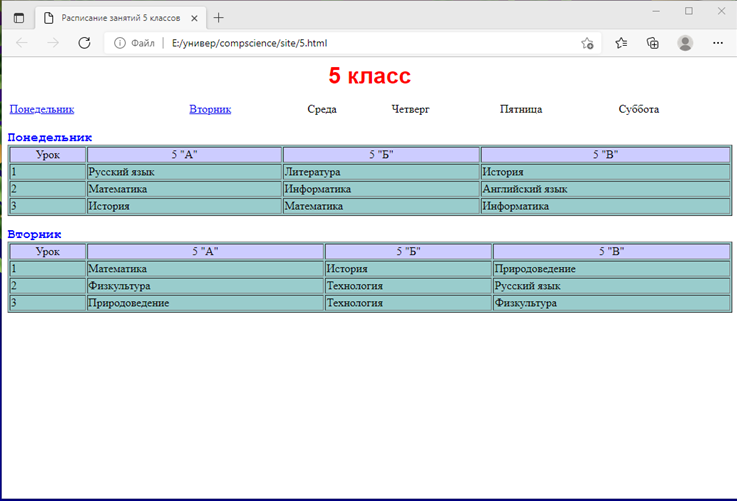 Расписание занятий 5 классов
Файл E:/универ/compscience/site/5.html
5 класс
Понедельник Вторник Среда Четверг Пятница Суббота
Понедельник
Урок 5 "А" 5 "Б" 5 "В"
1 Русский язык Литература История
2 Математика Информатика Английский язык
3 История Математика Информатика
Вторник
Урок 5 "А" 5 "Б" 5 "В"
1 Математика История Природоведение
2 Физкультура Технология Русский язык
3 Природоведение Технология Физкультура